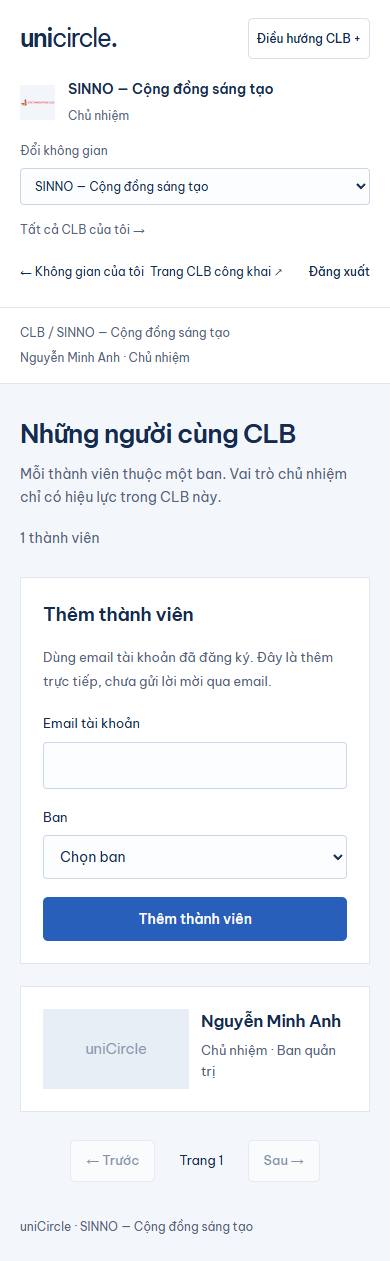 unicircle.
Điều hướng CLB +
SINNO — Cộng đồng sáng tạo
Chủ nhiệm
Đổi không gian
SINNO — Cộng đồng sáng tạo
Tất cả CLB của tôi →
← Không gian của tôi Trang CLB công khai ↗ Đăng xuất
CLB / SINNO — Cộng đồng sáng tạo
Nguyễn Minh Anh · Chủ nhiệm
Những người cùng CLB
Mỗi thành viên thuộc một ban. Vai trò chủ nhiệm
chỉ có hiệu lực trong CLB này.
1 thành viên
Thêm thành viên
Dùng email tài khoản đã đăng ký. Đây là thêm
trực tiếp, chưa gửi lời mời qua email.
Email tài khoản
Ban
Chọn ban
Thêm thành viên
uniCircle
Nguyễn Minh Anh
Chủ nhiệm · Ban quản
trị
← Trước Trang 1 Sau →
uniCircle · SINNO — Cộng đồng sáng tạo